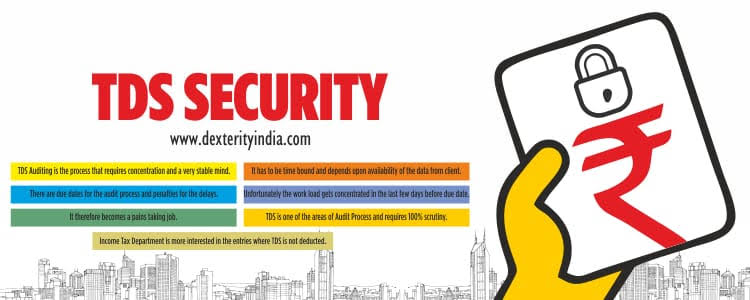 TDS SECURITY
www.dexterityindia.com
TDS Auditing is the process that requires concentration and a very stable mind.
It has to be time bound and depends upon availability of the data from client.
There are due dates for the audit process and penalties for the delays.
Unfortunately the work load gets concentrated in the last few days before due date.
It therefore becomes a pains taking job.
TDS is one of the areas of Audit Process and requires 100% scrutiny.
Income Tax Department is more interested in the entries where TDS is not deducted.
₹